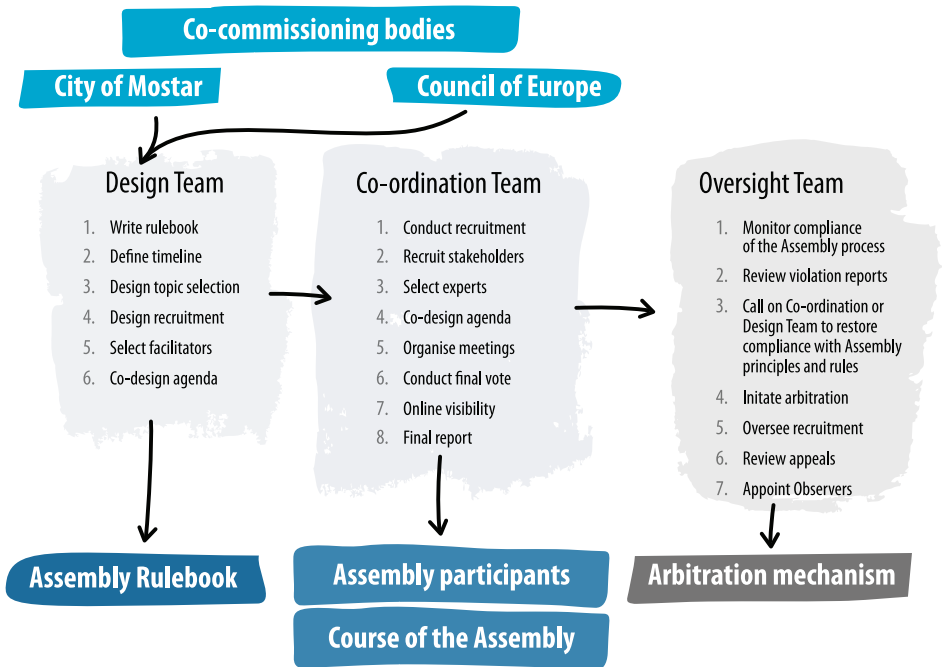 Co-commissioning bodies
City of Mostar
Council of Europe
Design Team
1. Write rulebook
2. Define timeline
3. Design topic selection
4. Design recruitment
5. Select facilitators
6. Co-design agenda
Co-ordination Team
1. Conduct recruitment
2. Recruit stakeholders
3. Select experts
4. Co-design agenda
5. Organise meetings
6. Conduct final vote
7. Online visibility
8. Final report
Oversight Team
1. Monitor compliance
of the Assembly process
2. Review violation reports
3. Call on Co-ordination or
Design Team to restore
compliance with Assembly
principles and rules
4. Initate arbitration
5. Oversee recruitment
6. Review appeals
7. Appoint Observers
Assembly Rulebook
Assembly participants
Course of the Assembly
Arbitration mechanism